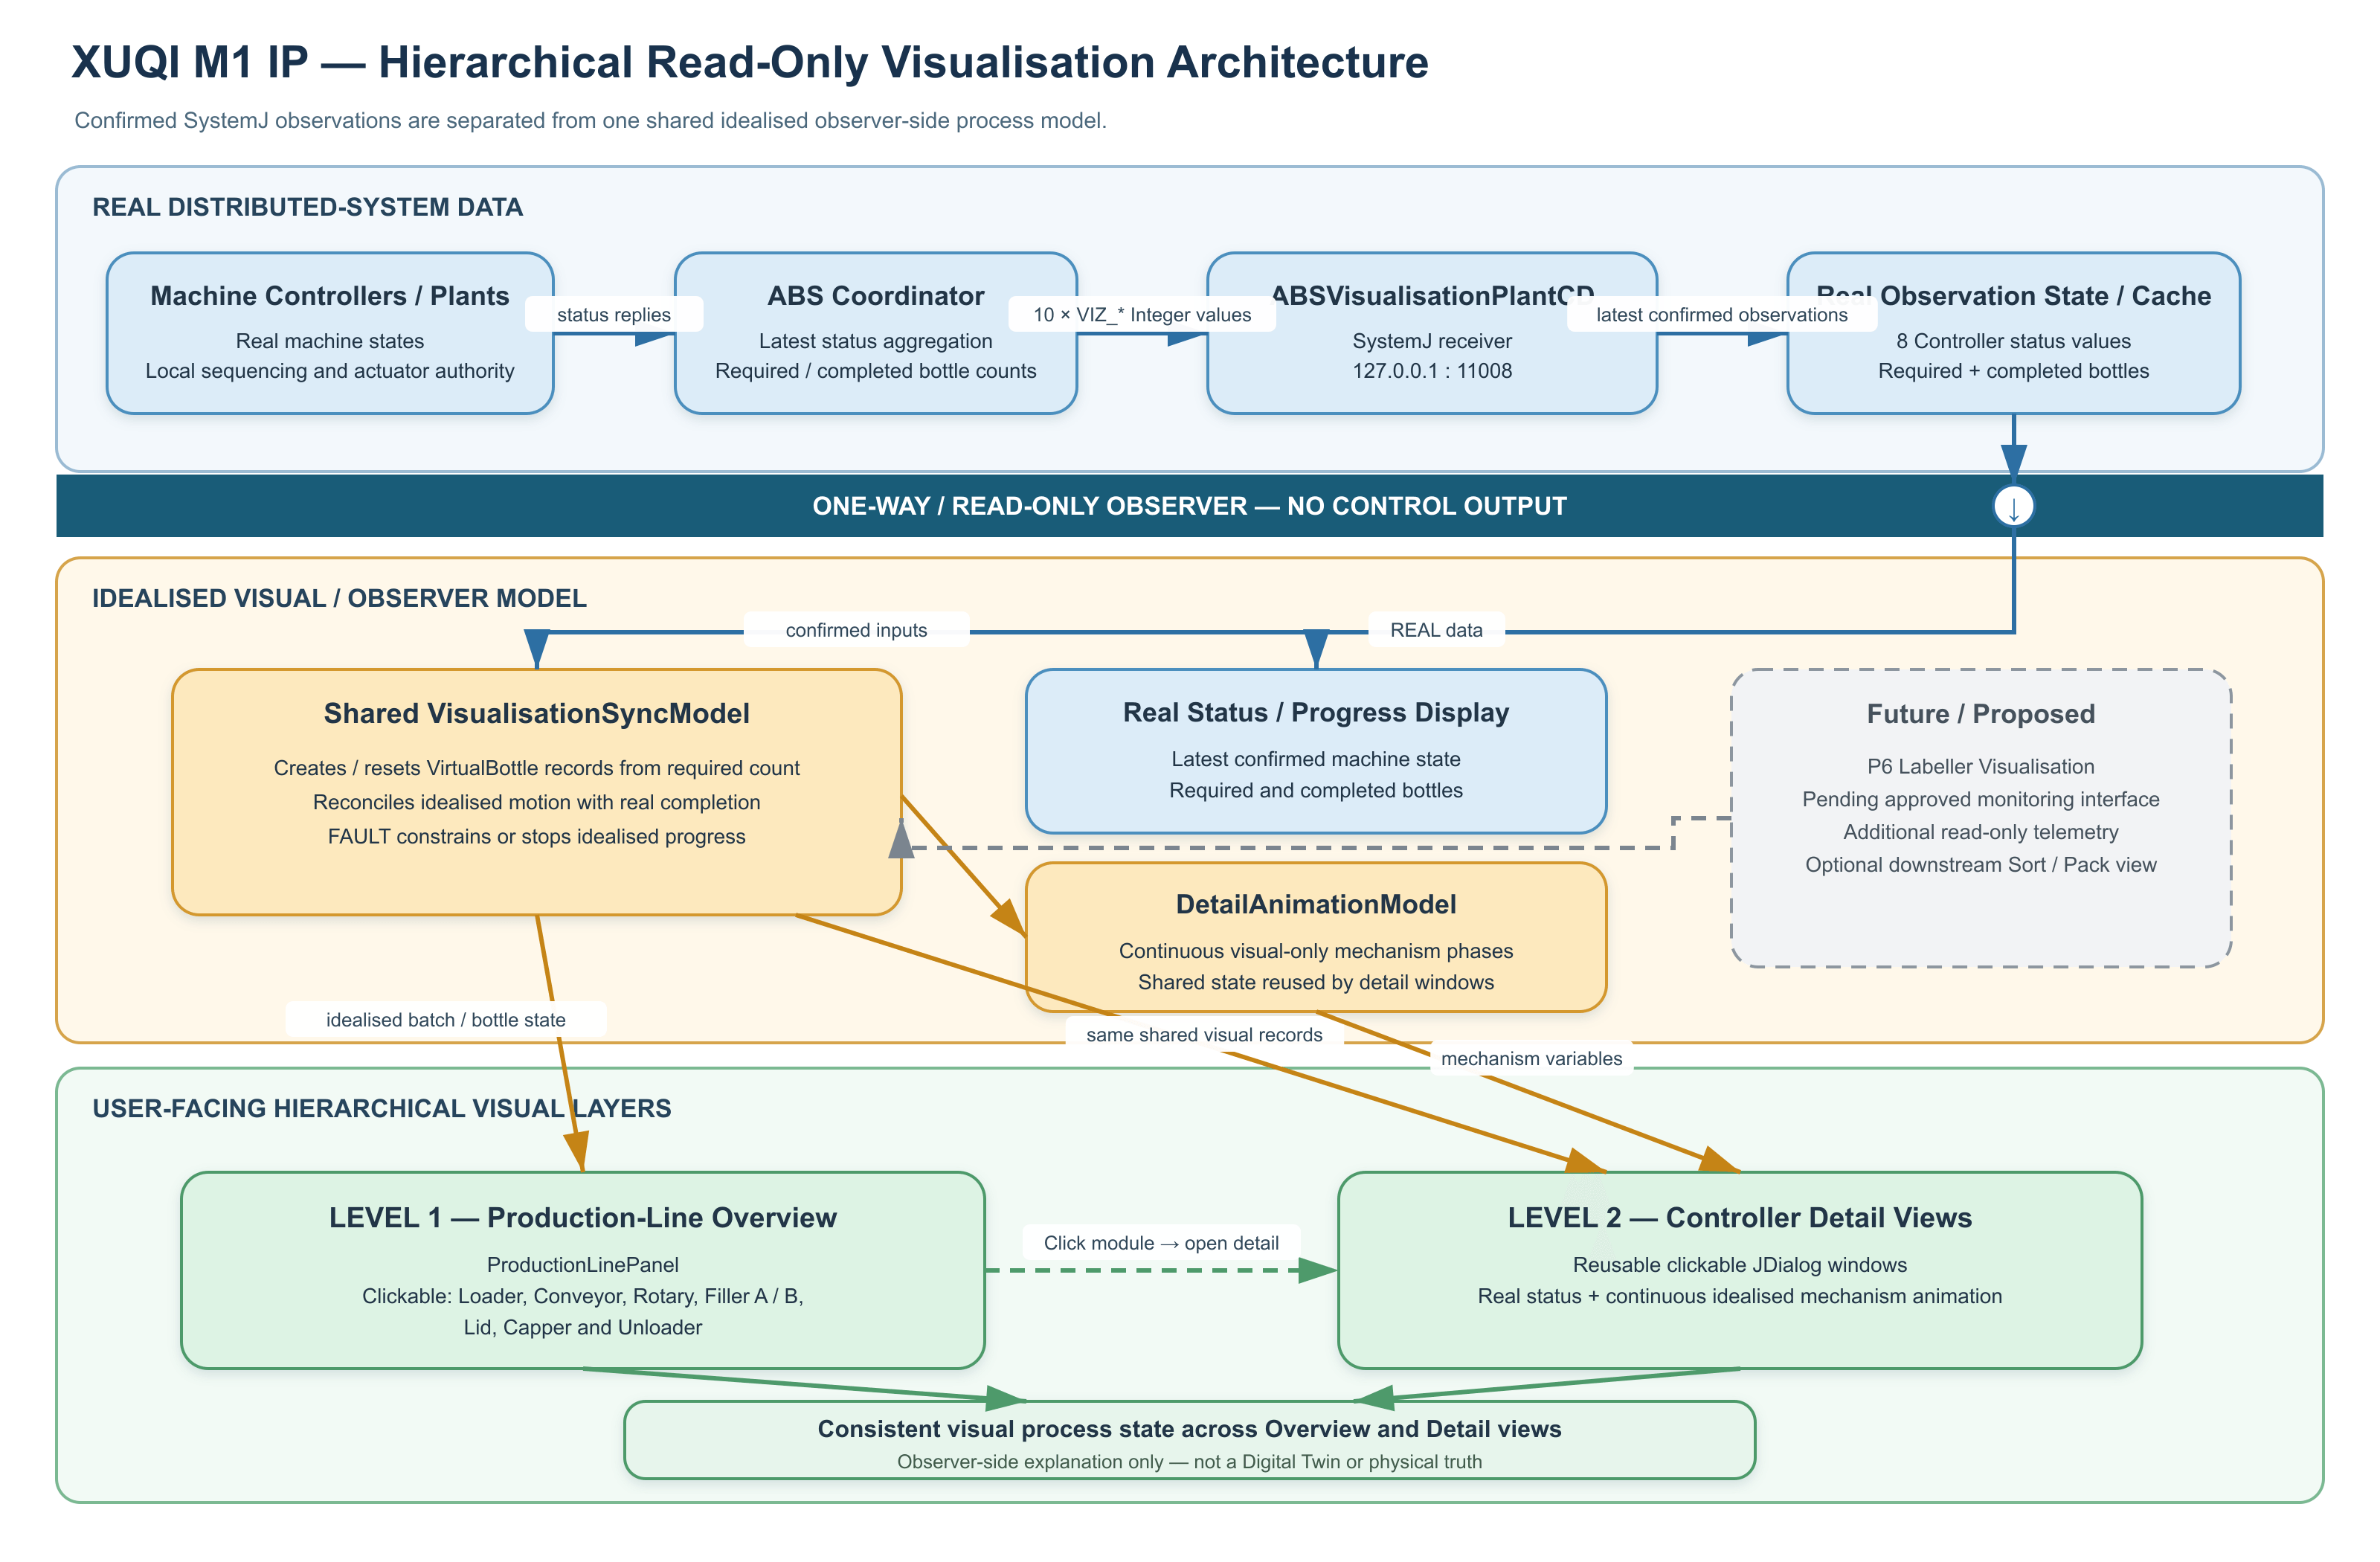 XUQI M1 IP — Hierarchical Read-Only Visualisation Architecture
Confirmed SystemJ observations are separated from one shared idealised observer-side process model.
REAL DISTRIBUTED-SYSTEM DATA
Machine Controllers / Plants
Real machine states
Local sequencing and actuator authority
status replies
ABS Coordinator
Latest status aggregation
Required / completed bottle counts
10 × VIZ_* Integer values
ABSVisualisationPlantCD
SystemJ receiver
127.0.0.1 : 11008
latest confirmed observations
Real Observation State / Cache
8 Controller status values
Required + completed bottles
ONE-WAY / READ-ONLY OBSERVER — NO CONTROL OUTPUT
↓
IDEALISED VISUAL / OBSERVER MODEL
confirmed inputs
REAL data
Shared VisualisationSyncModel
Creates / resets VirtualBottle records from required count
Reconciles idealised motion with real completion
FAULT constrains or stops idealised progress
Real Status / Progress Display
Latest confirmed machine state
Required and completed bottles
Future / Proposed
P6 Labeller Visualisation
Pending approved monitoring interface
Additional read-only telemetry
Optional downstream Sort / Pack view
DetailAnimationModel
Continuous visual-only mechanism phases
Shared state reused by detail windows
idealised batch / bottle state
same shared visual records
mechanism variables
USER-FACING HIERARCHICAL VISUAL LAYERS
LEVEL 1 — Production-Line Overview
ProductionLinePanel
Clickable: Loader, Conveyor, Rotary, Filler A / B,
Lid, Capper and Unloader
Click module → open detail
LEVEL 2 — Controller Detail Views
Reusable clickable JDialog windows
Real status + continuous idealised mechanism animation
Consistent visual process state across Overview and Detail views
Observer-side explanation only — not a Digital Twin or physical truth